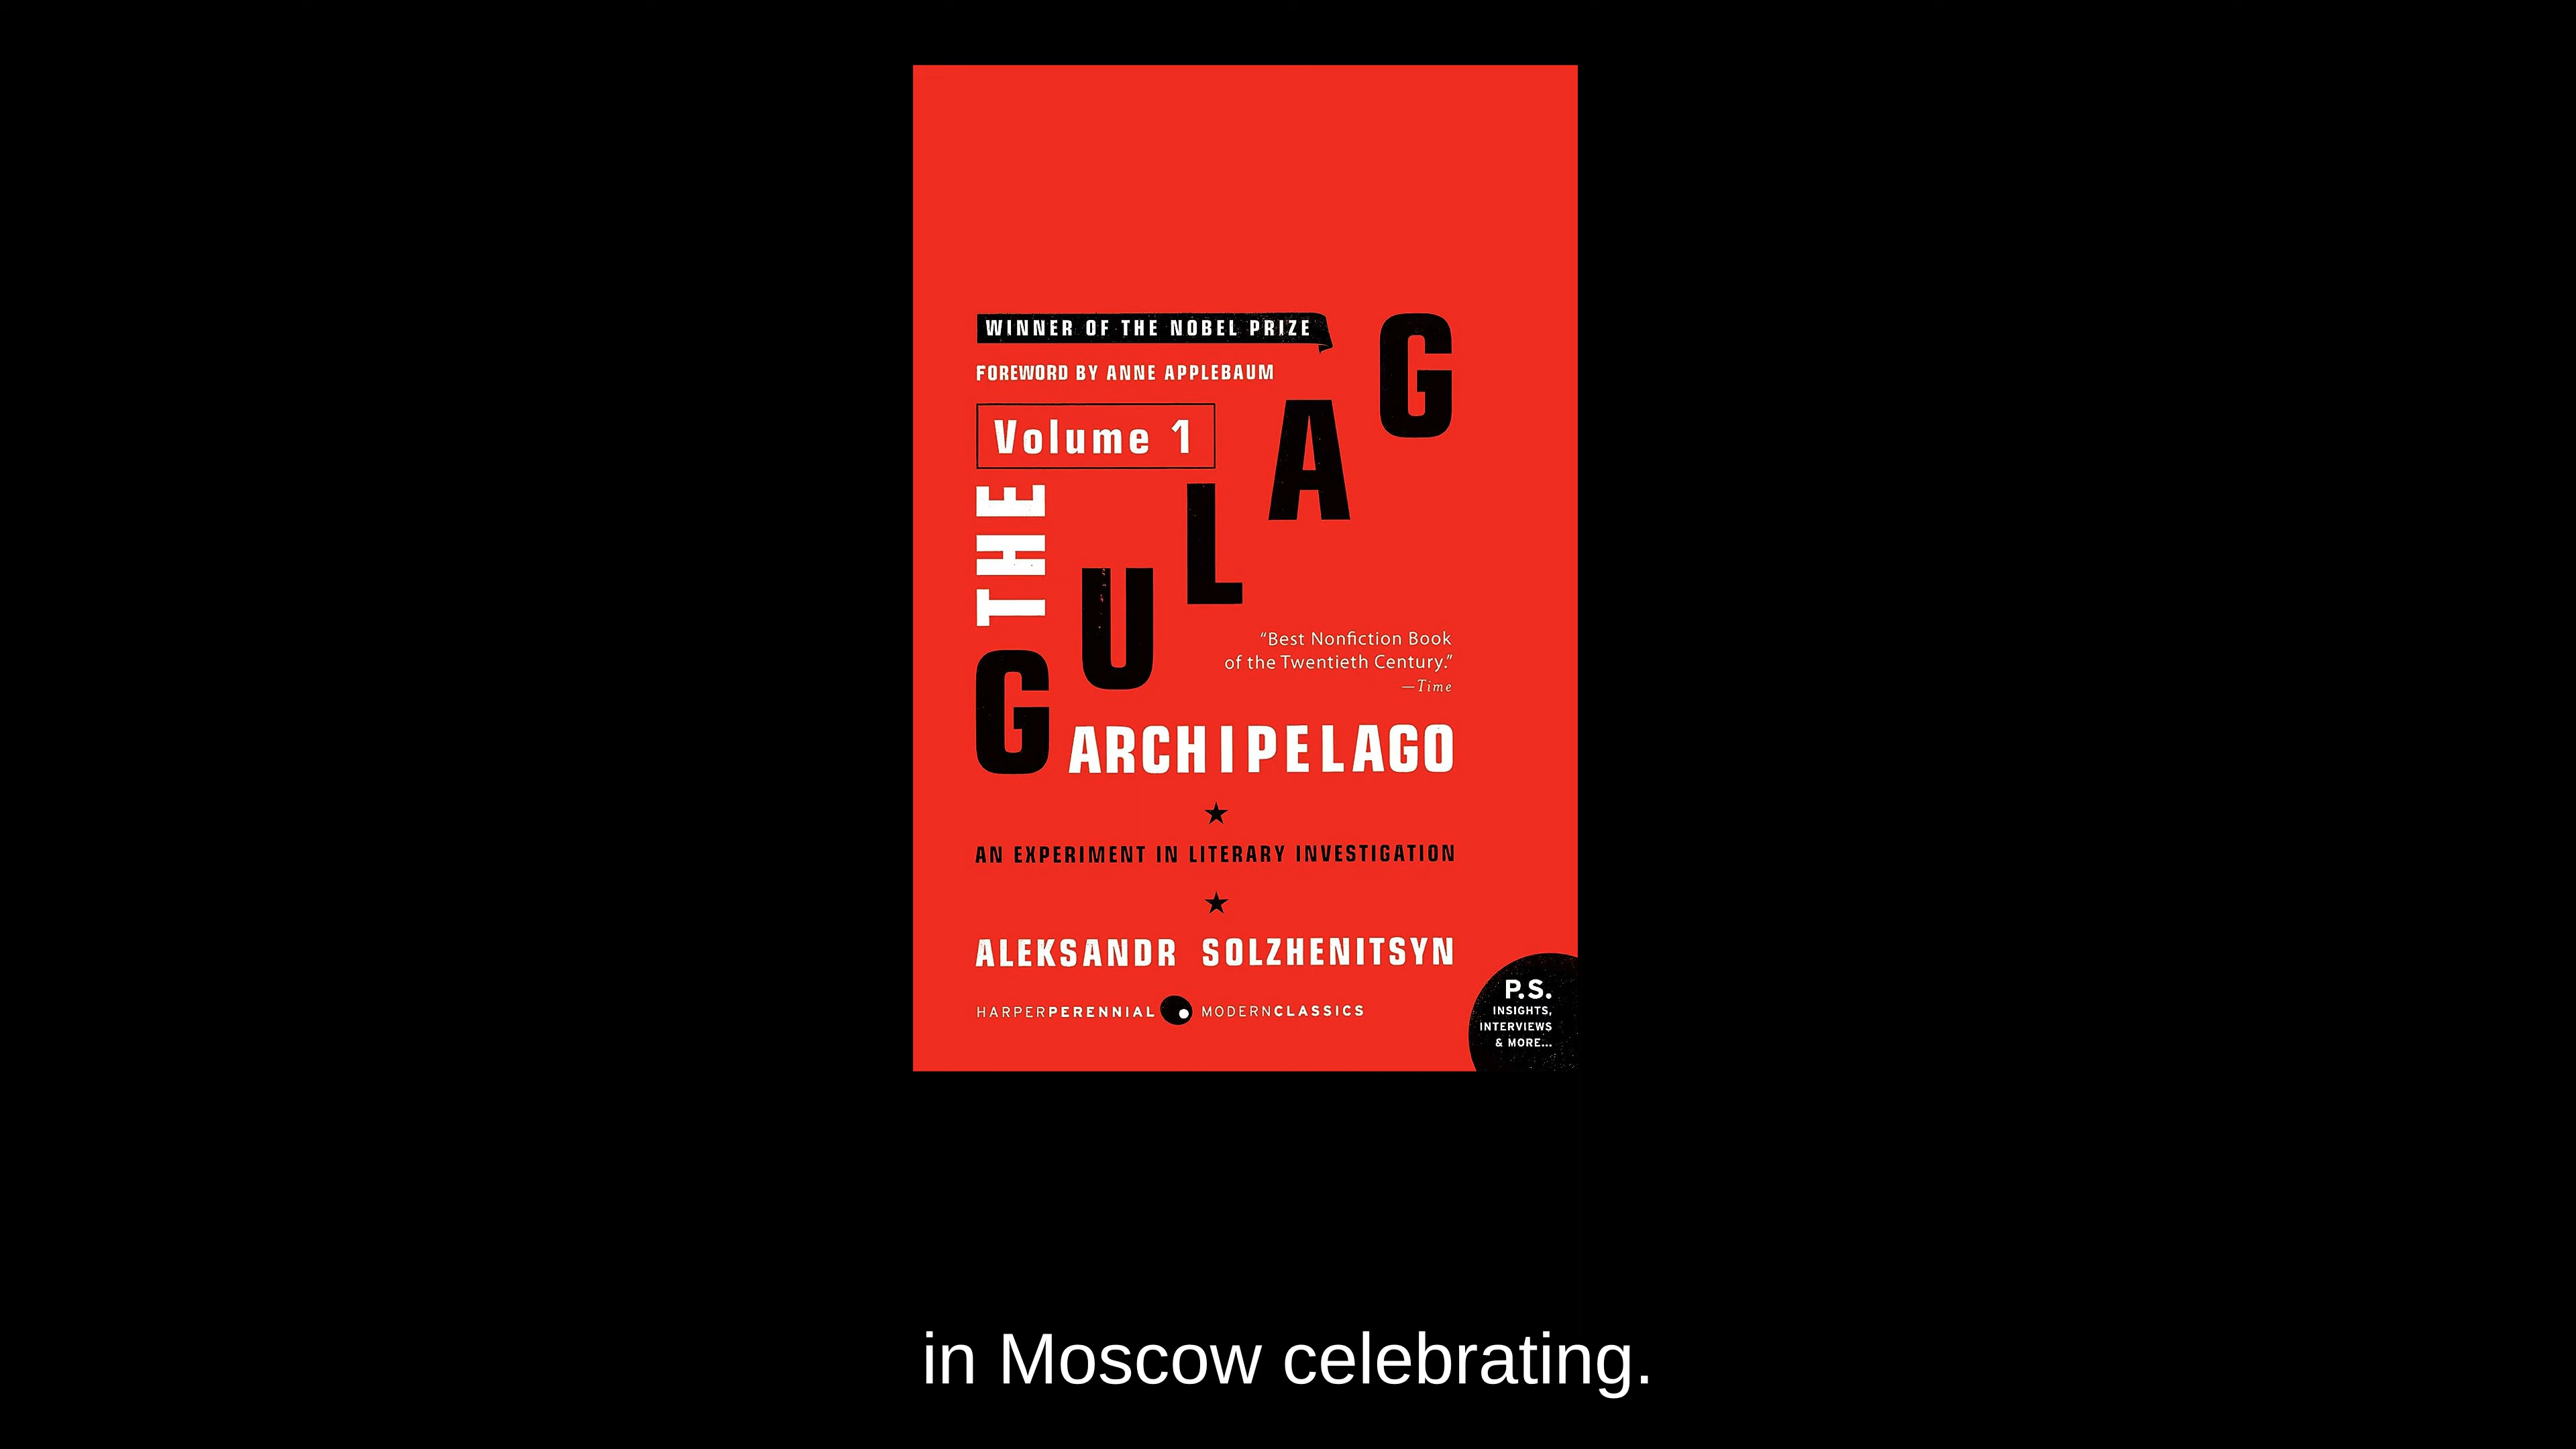 WINNER OF THE NOBEL PRIZE
FOREWORD BY ANNE APPLEBAUM
Volume 1
THE
GULAG
ARCHIPELAGO
“Best Nonfiction Book
of the Twentieth Century.”
—Time
AN EXPERIMENT IN LITERARY INVESTIGATION
ALEKSANDR SOLZHENITSYN
HARPERPERENNIAL MODERNCLASSICS
P.S.
INSIGHTS,
INTERVIEWS
& MORE...
in Moscow celebrating.